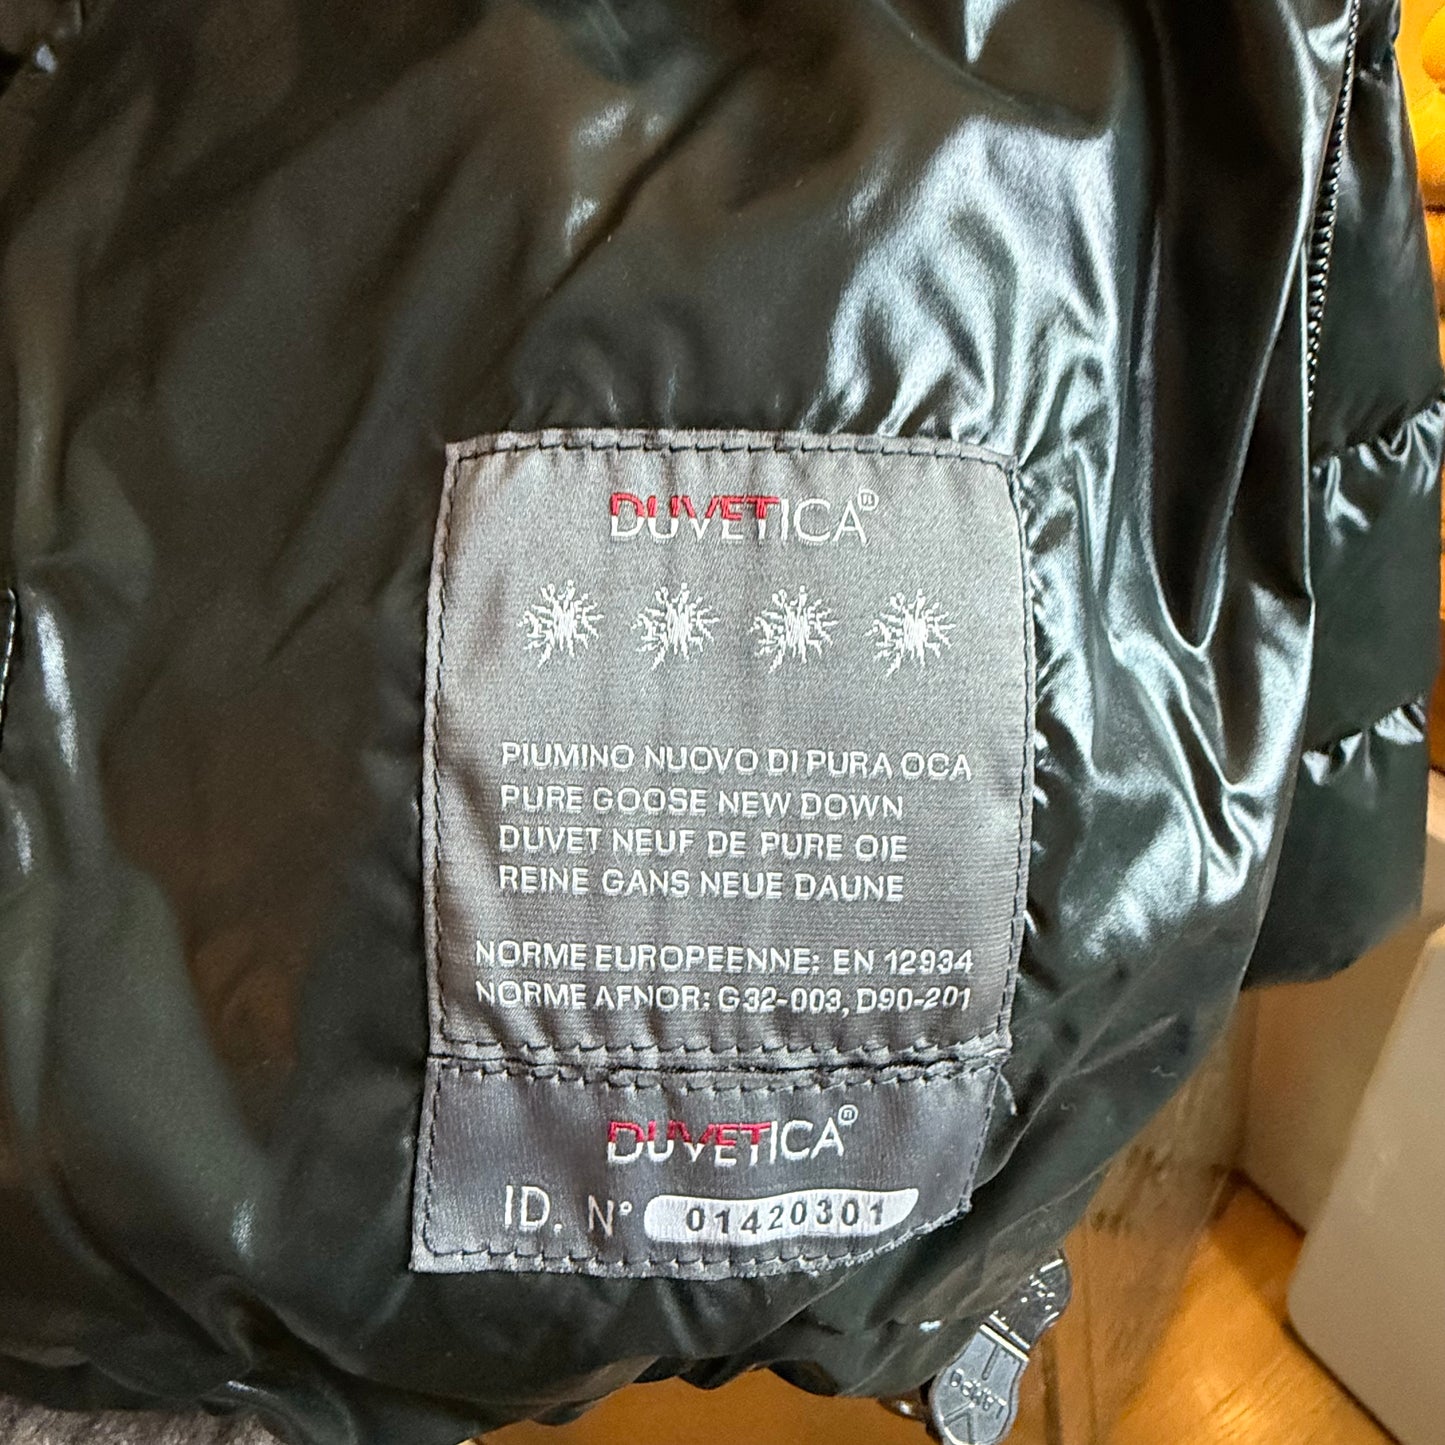 DUVETICA®
PIUMINO NUOVO DI PURA OCA
PURE GOOSE NEW DOWN
DUVET NEUF DE PURE OIE
REINE GANS NEUE DAUNE
NORME EUROPEENNE: EN 12934
NORME AFNOR: G32-003, D90-201
DUVETICA®
ID. N° 01420301
LAMPO